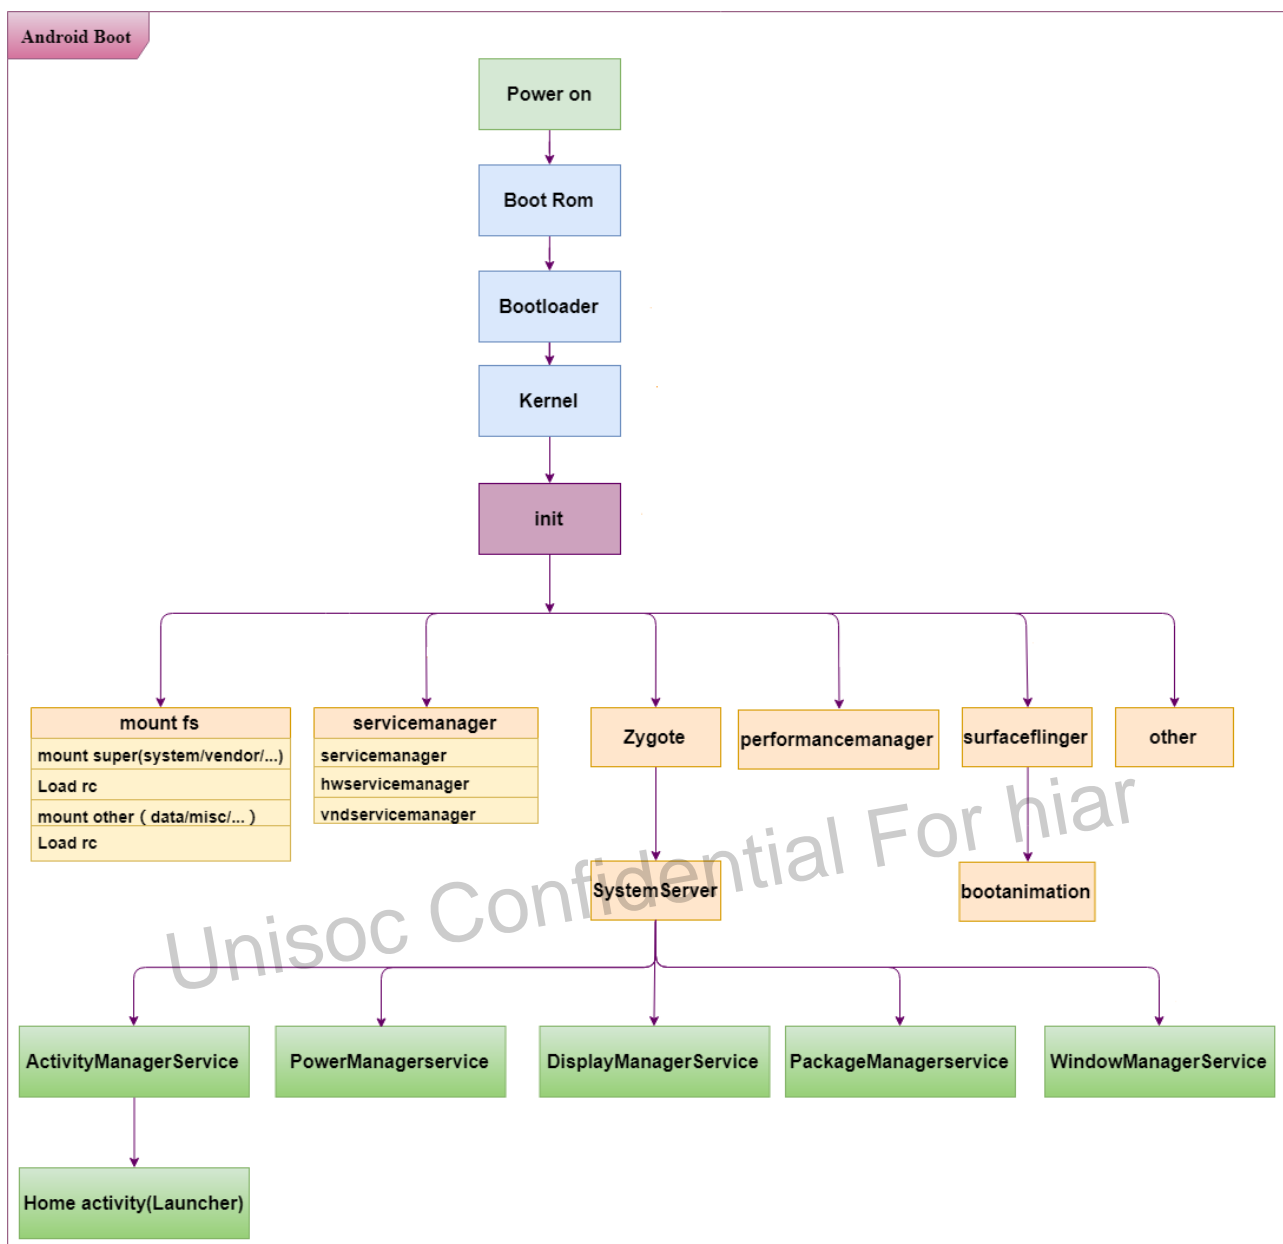 Android Boot
Power on
Boot Rom
Bootloader
Kernel
init
mount fs
mount super(system/vendor/...)
Load rc
mount other ( data/misc/... )
Load rc
servicemanager
servicemanager
hwservicemanager
vndservicemanager
Zygote
performancemanager
surfaceflinger
other
SystemServer
bootanimation
Unisoc Confidential For hiar
ActivityManagerService
PowerManagerservice
DisplayManagerService
PackageManagerservice
WindowManagerService
Home activity(Launcher)